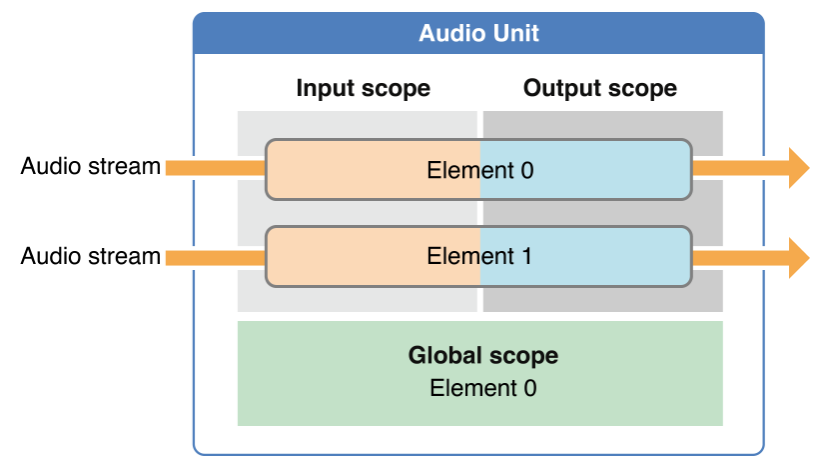 Audio Unit
Input scope
Output scope
Audio stream
Element 0
Audio stream
Element 1
Global scope
Element 0